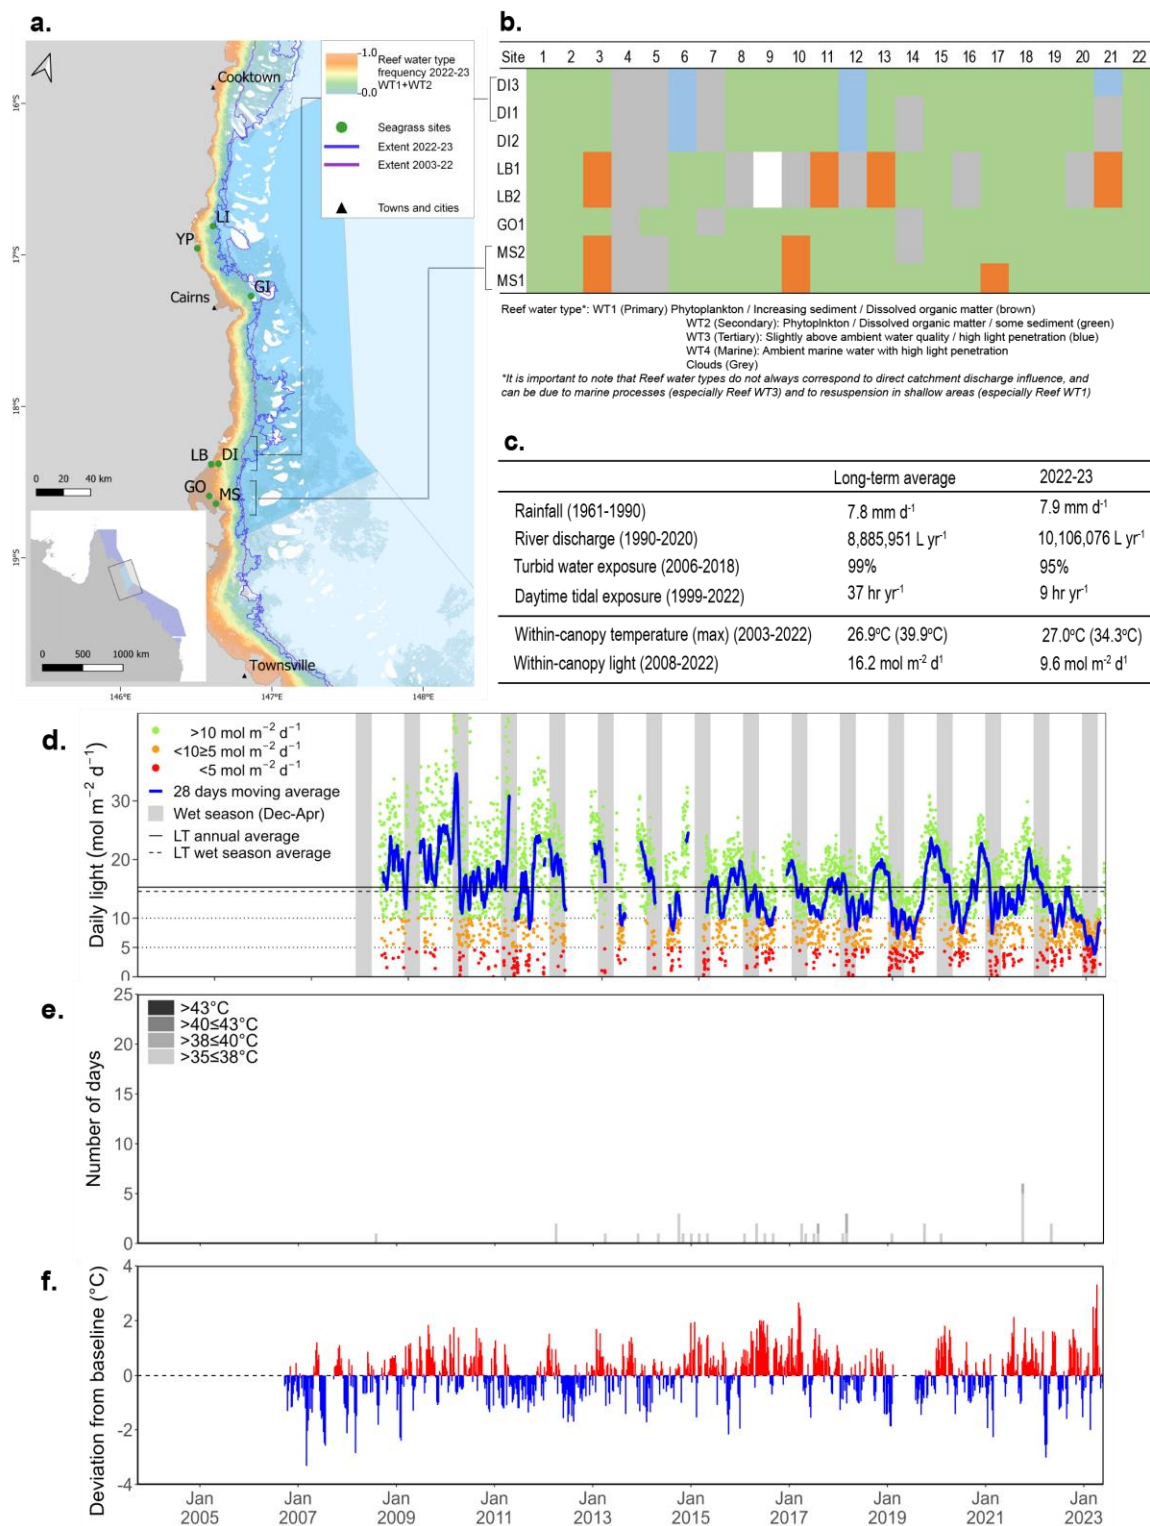 a.
1.0
Reef water type
frequency 2022-23
WT1+WT2
0.0
Seagrass sites
Extent 2022-23
Extent 2003-22
Towns and cities
Cooktown
LI
YP
GI
Cairns
LB DI
GO MS
Townsville
16°S
17°S
18°S
19°S
0 20 40 km
0 500 1000 km
146°E 147°E 148°E
b.
Site 1 2 3 4 5 6 7 8 9 10 11 12 13 14 15 16 17 18 19 20 21 22
DI3
DI1
DI2
LB1
LB2
GO1
MS2
MS1
Reef water type*: WT1 (Primary) Phytoplankton / Increasing sediment / Dissolved organic matter (brown)
WT2 (Secondary): Phytoplnkton / Dissolved organic matter / some sediment (green)
WT3 (Tertiary): Slightly above ambient water quality / high light penetration (blue)
WT4 (Marine): Ambient marine water with high light penetration
Clouds (Grey)
*It is important to note that Reef water types do not always correspond to direct catchment discharge influence, and
can be due to marine processes (especially Reef WT3) and to resuspension in shallow areas (especially Reef WT1)
c.
Long-term average 2022-23
Rainfall (1961-1990) 7.8 mm d⁻¹ 7.9 mm d⁻¹
River discharge (1990-2020) 8,885,951 L yr⁻¹ 10,106,076 L yr⁻¹
Turbid water exposure (2006-2018) 99% 95%
Daytime tidal exposure (1999-2022) 37 hr yr⁻¹ 9 hr yr⁻¹
Within-canopy temperature (max) (2003-2022) 26.9ºC (39.9ºC) 27.0ºC (34.3ºC)
Within-canopy light (2008-2022) 16.2 mol m⁻² d¹ 9.6 mol m⁻² d¹
d.
>10 mol m⁻² d⁻¹
<10≥5 mol m⁻² d⁻¹
<5 mol m⁻² d⁻¹
28 days moving average
Wet season (Dec-Apr)
LT annual average
LT wet season average
Daily light (mol m⁻² d⁻¹)
30
20
10
5
0
e.
>43°C
>40≤43°C
>38≤40°C
>35≤38°C
Number of days
25
20
15
10
5
0
f.
Deviation from baseline (°C)
4
2
0
-2
-4
Jan Jan Jan Jan Jan Jan Jan Jan Jan Jan
2005 2007 2009 2011 2013 2015 2017 2019 2021 2023